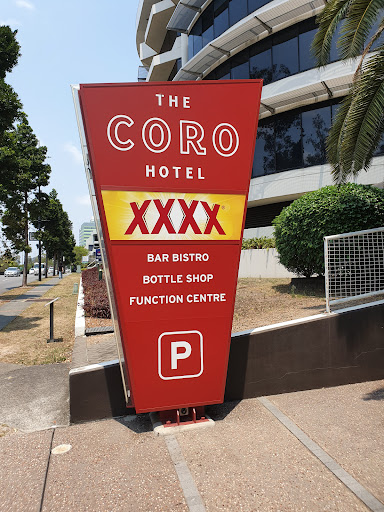 THE
CORO
HOTEL
XXXX
BAR BISTRO
BOTTLE SHOP
FUNCTION CENTRE
P